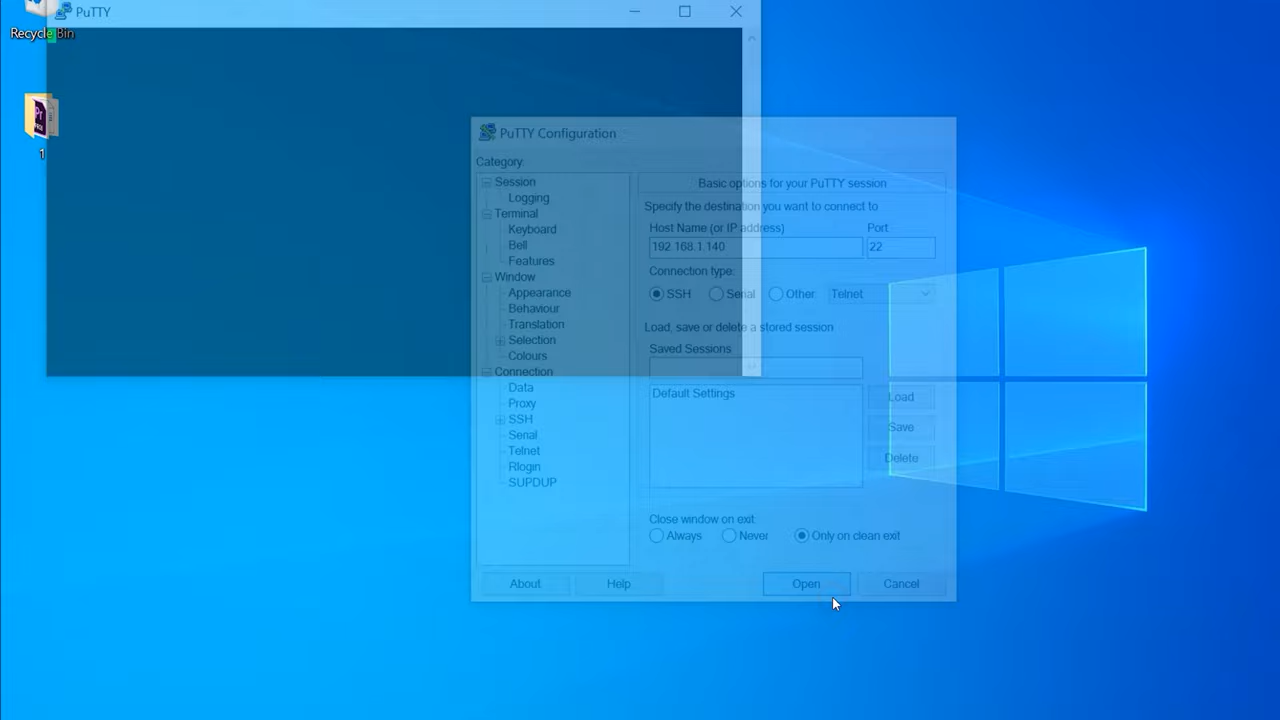 PuTTY
Recycle Bin
1
PuTTY Configuration
Category:
Session
Logging
Terminal
Keyboard
Bell
Features
Window
Appearance
Behaviour
Translation
Selection
Colours
Connection
Data
Proxy
SSH
Serial
Telnet
Rlogin
SUPDUP
Basic options for your PuTTY session
Specify the destination you want to connect to
Host Name (or IP address) Port
192.168.1.140 22
Connection type:
SSH Serial Other Telnet
Load, save or delete a stored session
Saved Sessions
Default Settings
Load
Save
Delete
Close window on exit:
Always Never Only on clean exit
About Help Open Cancel